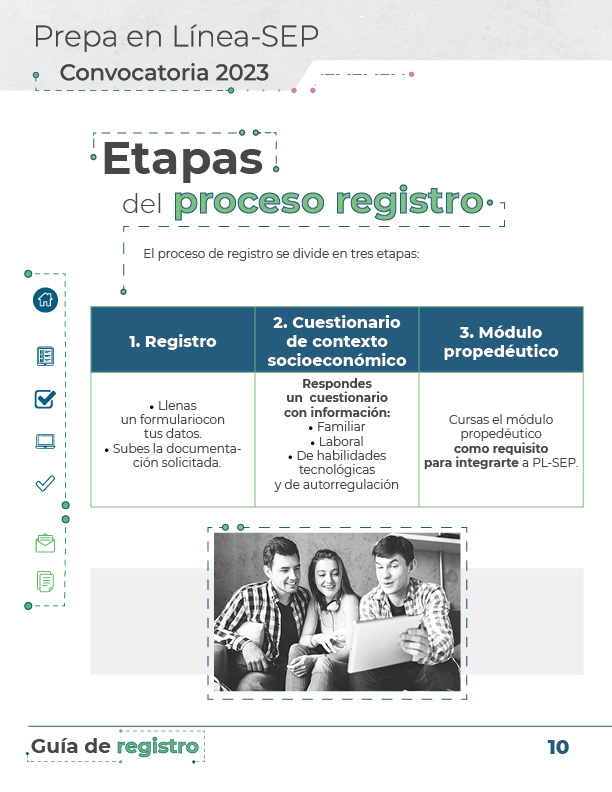 Prepa en Línea-SEP
Convocatoria 2023
Etapas
del proceso registro
El proceso de registro se divide en tres etapas:
1. Registro
• Llenas
un formulariocon
tus datos.
• Subes la documenta-
ción solicitada.
2. Cuestionario
de contexto
socioeconómico
Respondes
un cuestionario
con información:
• Familiar
• Laboral
• De habilidades
tecnológicas
y de autorregulación
3. Módulo
propedéutico
Cursas el módulo
propedéutico
como requisito
para integrarte a PL-SEP.
Guía de registro
10